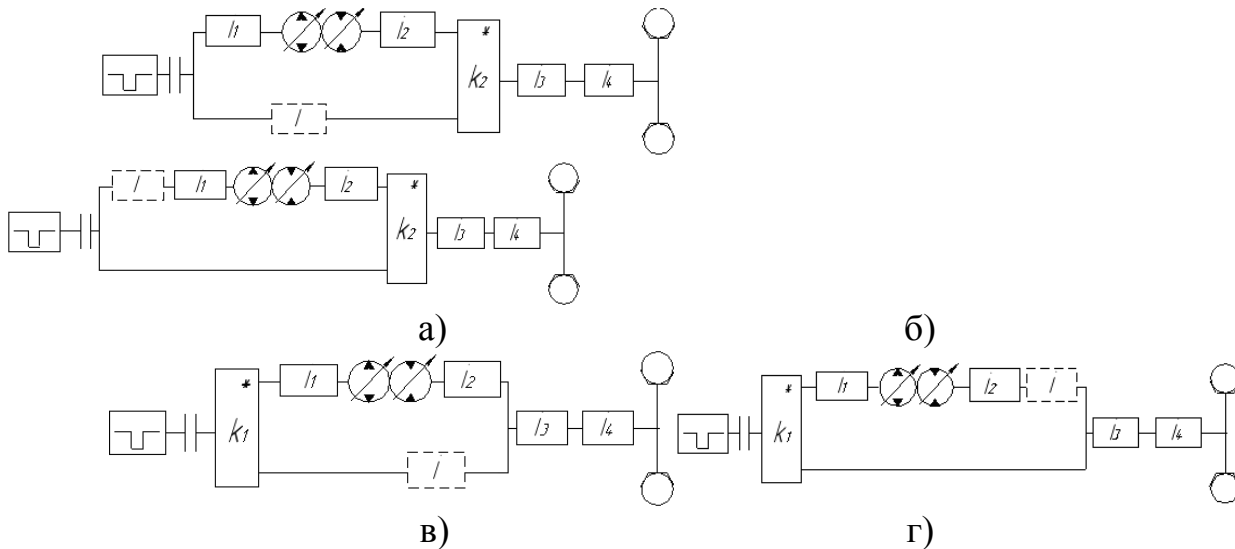 i1 i2 * k2 i3 i4
i
i i1 i2 * k2 i3 i4
а) б)
* i1 i2 k1 i3 i4
i
* i1 i2 i k1 i3 i4
в) г)